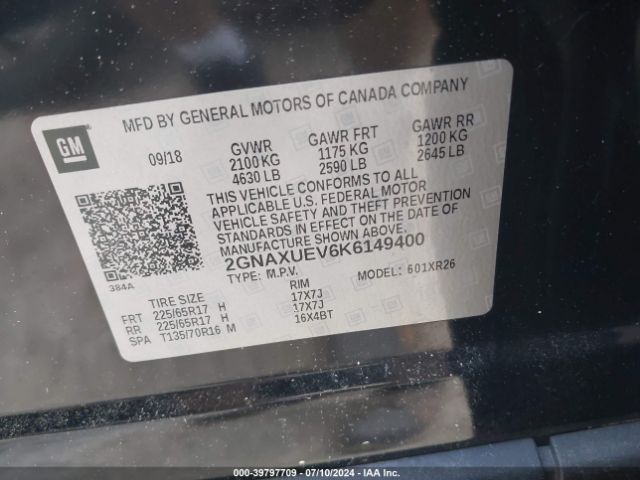 MFD BY GENERAL MOTORS OF CANADA COMPANY
GM
09/18 GVWR GAWR FRT GAWR RR
2100 KG 1175 KG 1200 KG
4630 LB 2590 LB 2645 LB
THIS VEHICLE CONFORMS TO ALL
APPLICABLE U.S. FEDERAL MOTOR
VEHICLE SAFETY AND THEFT PREVENTION
STANDARDS IN EFFECT ON THE DATE OF
MANUFACTURE SHOWN ABOVE.
2GNAXUEV6K6149400
384A TYPE: M.P.V. MODEL: 601XR26
TIRE SIZE RIM
FRT 225/65R17 H 17X7J
RR 225/65R17 H 17X7J
SPA T135/70R16 M 16X4BT
000-39797709 - 07/10/2024 - IAA Inc.